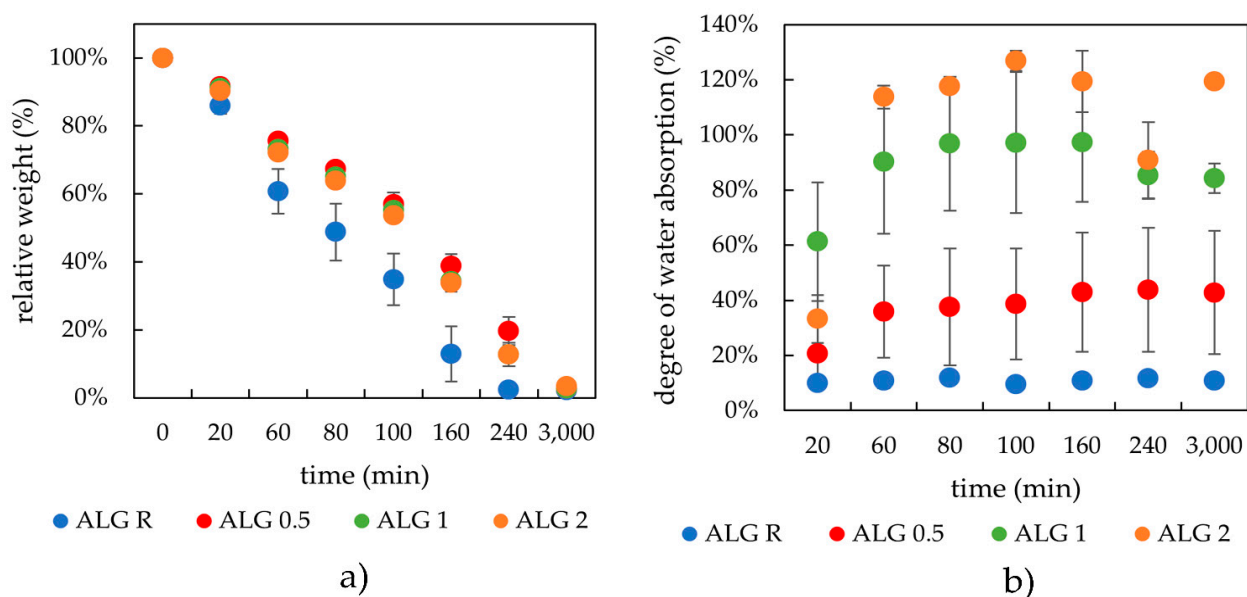 relative weight (%)
100%
80%
60%
40%
20%
0%
0 20 60 80 100 160 240 3,000
time (min)
ALG R ALG 0.5 ALG 1 ALG 2
a)
degree of water absorption (%)
140%
120%
100%
80%
60%
40%
20%
0%
20 60 80 100 160 240 3,000
time (min)
ALG R ALG 0.5 ALG 1 ALG 2
b)